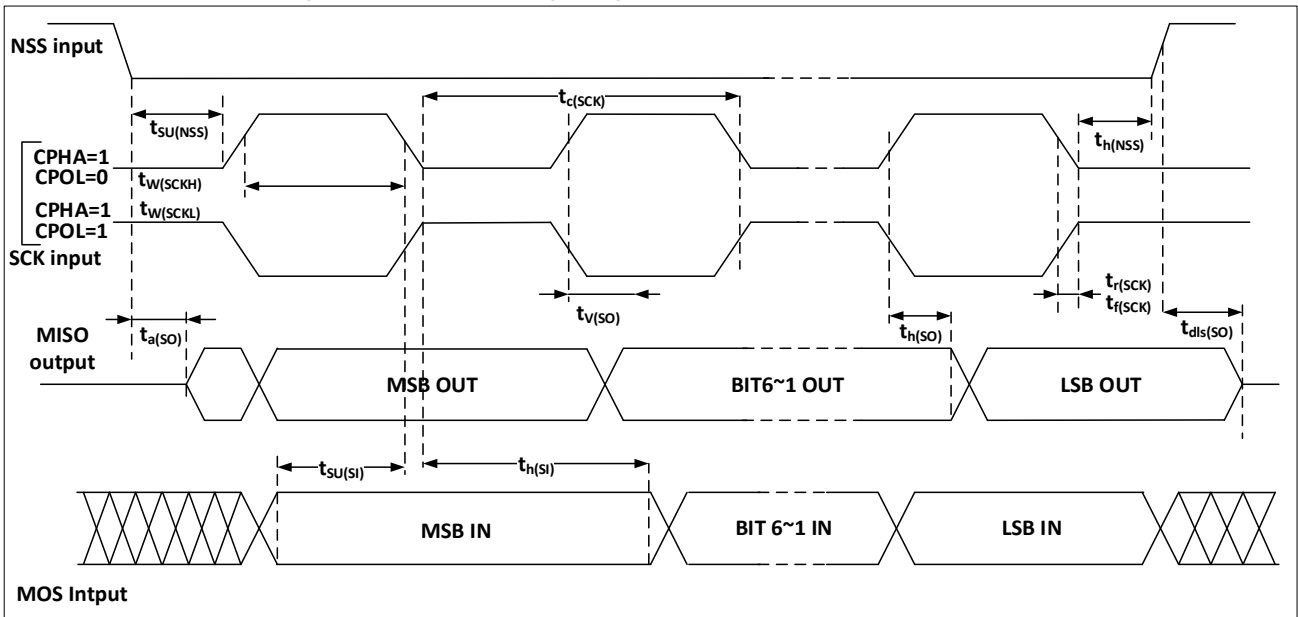 NSS input
tc(SCK)
tSU(NSS)
th(NSS)
CPHA=1
CPOL=0
tW(SCKH)
CPHA=1
CPOL=1
tW(SCKL)
SCK input
tr(SCK)
tf(SCK)
tV(SO)
ta(SO)
th(SO)
tdIs(SO)
MISO
output
MSB OUT
BIT6~1 OUT
LSB OUT
tSU(SI)
th(SI)
MSB IN
BIT 6~1 IN
LSB IN
MOS Intput